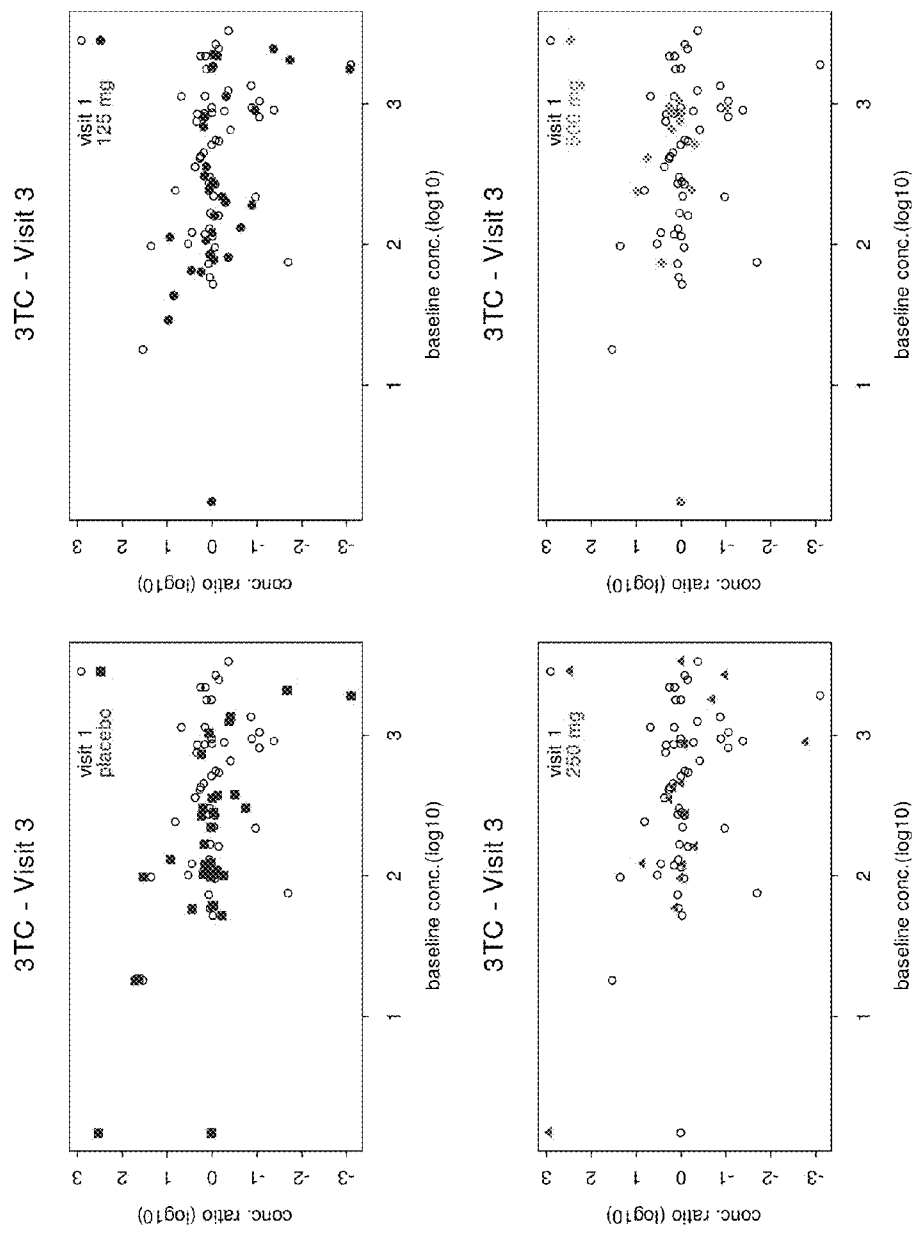 3TC - Visit 3
conc. ratio (log10)
3
2
1
0
-1
-2
-3
visit 1
placebo
1
2
3
baseline conc.(log10)
3TC - Visit 3
conc. ratio (log10)
3
2
1
0
-1
-2
-3
visit 1
125 mg
1
2
3
baseline conc.(log10)
3TC - Visit 3
conc. ratio (log10)
3
2
1
0
-1
-2
-3
visit 1
250 mg
1
2
3
baseline conc.(log10)
3TC - Visit 3
conc. ratio (log10)
3
2
1
0
-1
-2
-3
visit 1
500 mg
1
2
3
baseline conc.(log10)